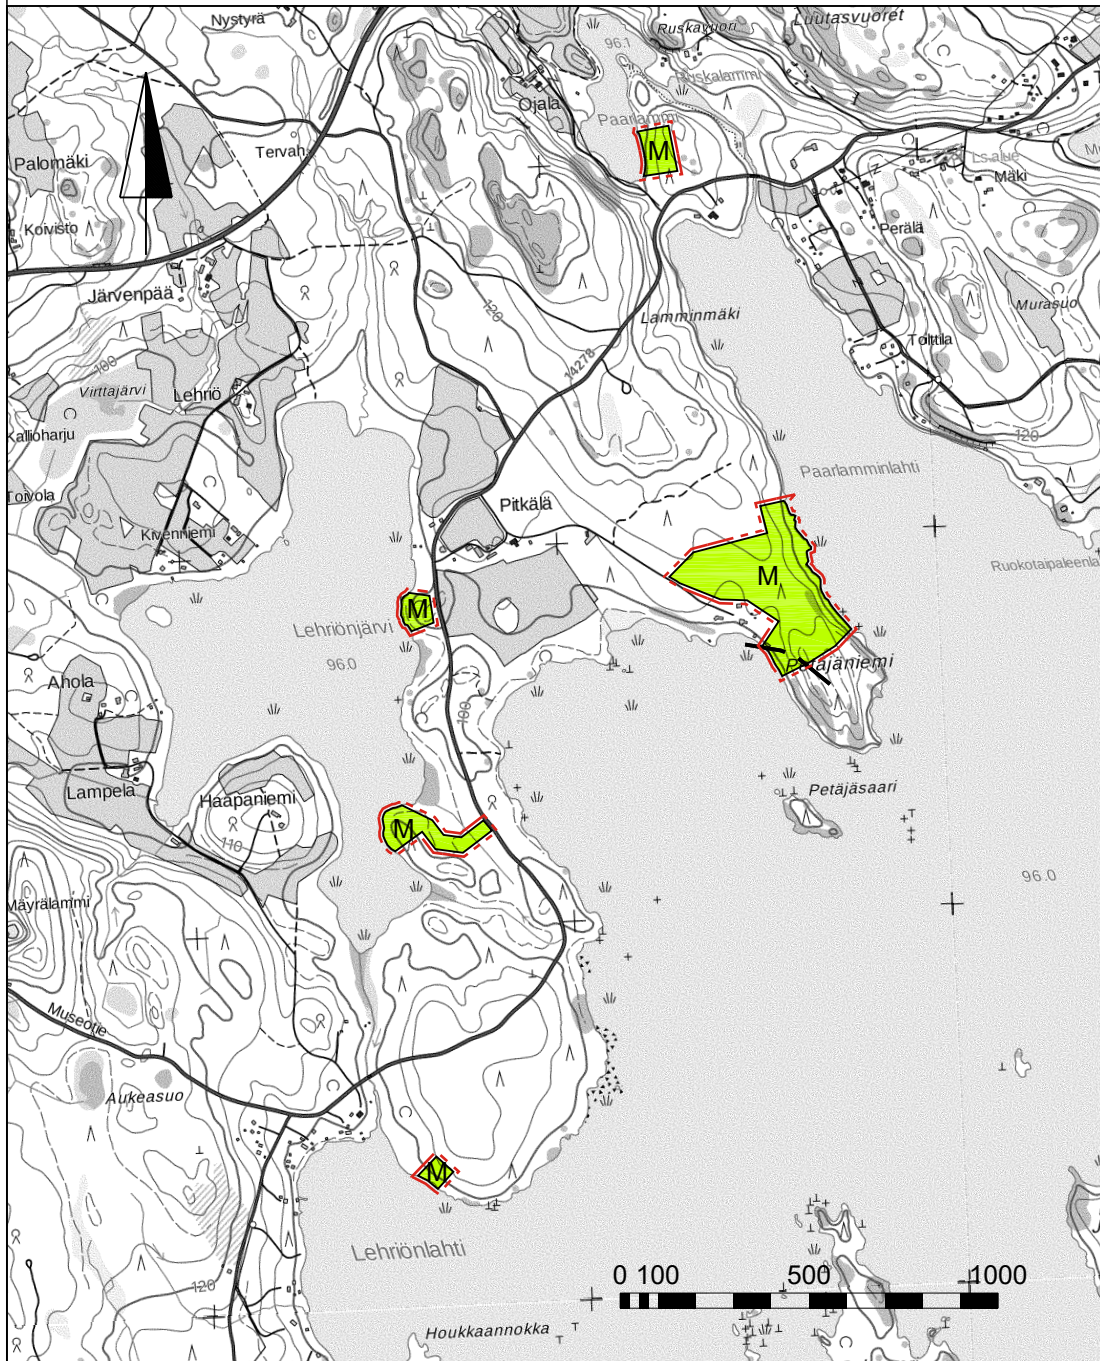 Nystyrä
Ruskavuori
Luutasvuoret
96.1
Ruskalammi
Ojala
Paarlammi
M
Tervah.
Palomäki
Ls.alue
Mäki
Koivisto
Perälä
Järvenpää
120
Lamminmäki
Murasuo
Toittila
100
14278
Virttajärvi
Lehriö
Kallioharju
120
Paarlamminlahti
Toivola
Pitkälä
Kivenniemi
Ruokotaipaleenla
M
M
Lehriönjärvi
96.0
Petäjäniemi
Ahola
100
Petäjäsaari
Lampela
Haapaniemi
M
110
96.0
Mäyrälammi
Museotie
Aukeasuo
M
Lehriönlahti
120
0 100 500 1000
Houkkaannokka